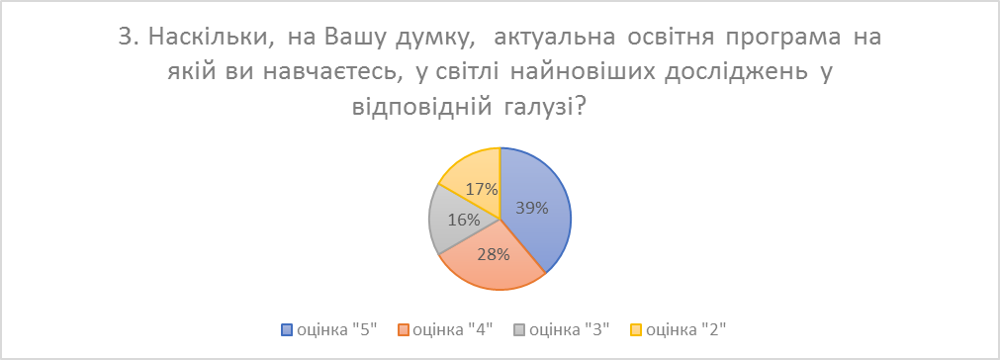 3. Наскільки, на Вашу думку, актуальна освітня програма на
якій ви навчаєтесь, у світлі найновіших досліджень у
відповідній галузі?
17%
39%
16%
28%
оцінка "5" оцінка "4" оцінка "3" оцінка "2"